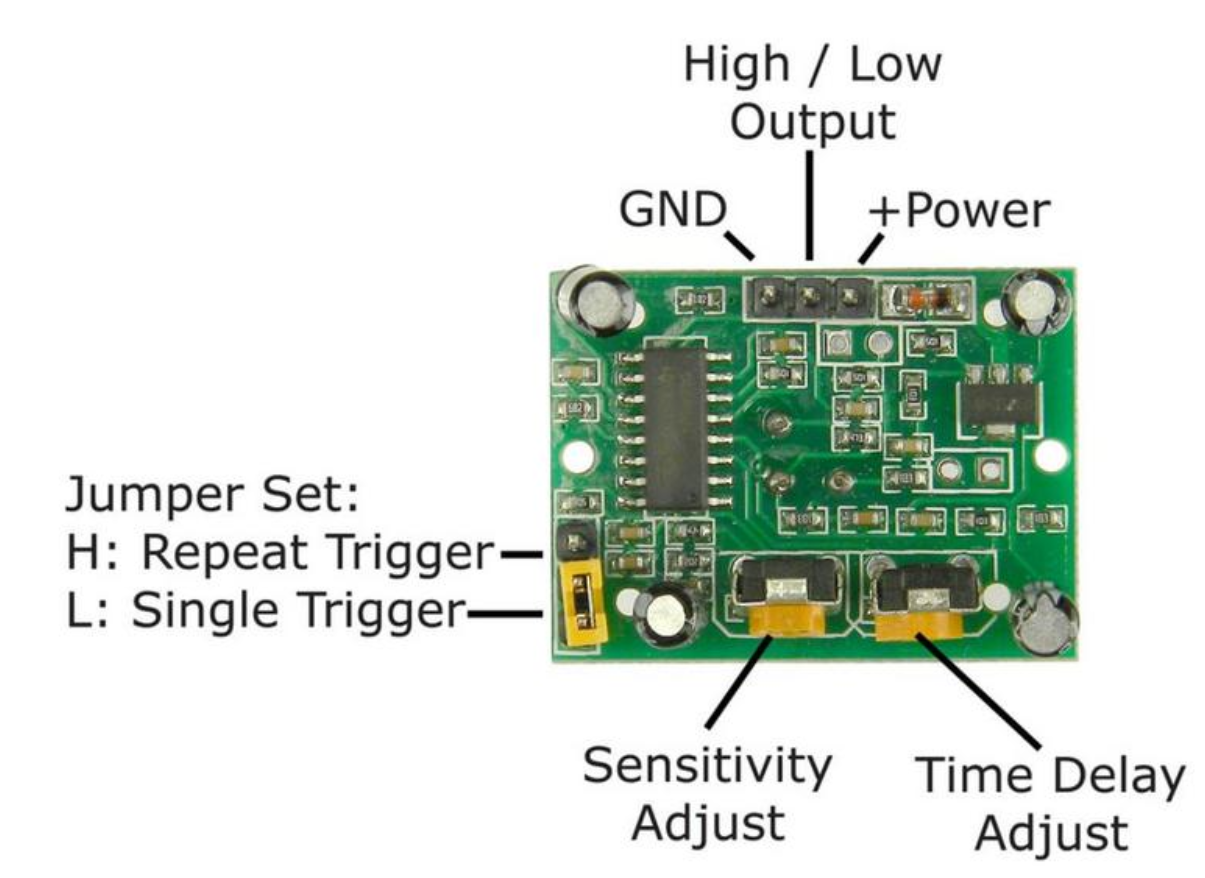 High / Low
Output
GND
+Power
Jumper Set:
H: Repeat Trigger
L: Single Trigger
Sensitivity
Adjust
Time Delay
Adjust